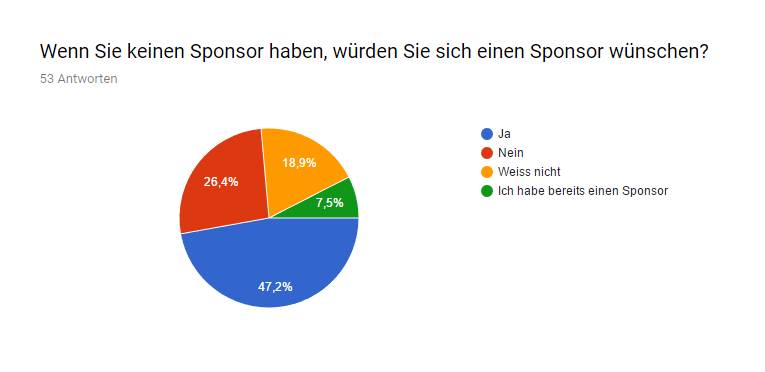 Wenn Sie keinen Sponsor haben, würden Sie sich einen Sponsor wünschen?
53 Antworten
18,9%
26,4%
7,5%
47,2%
Ja
Nein
Weiss nicht
Ich habe bereits einen Sponsor